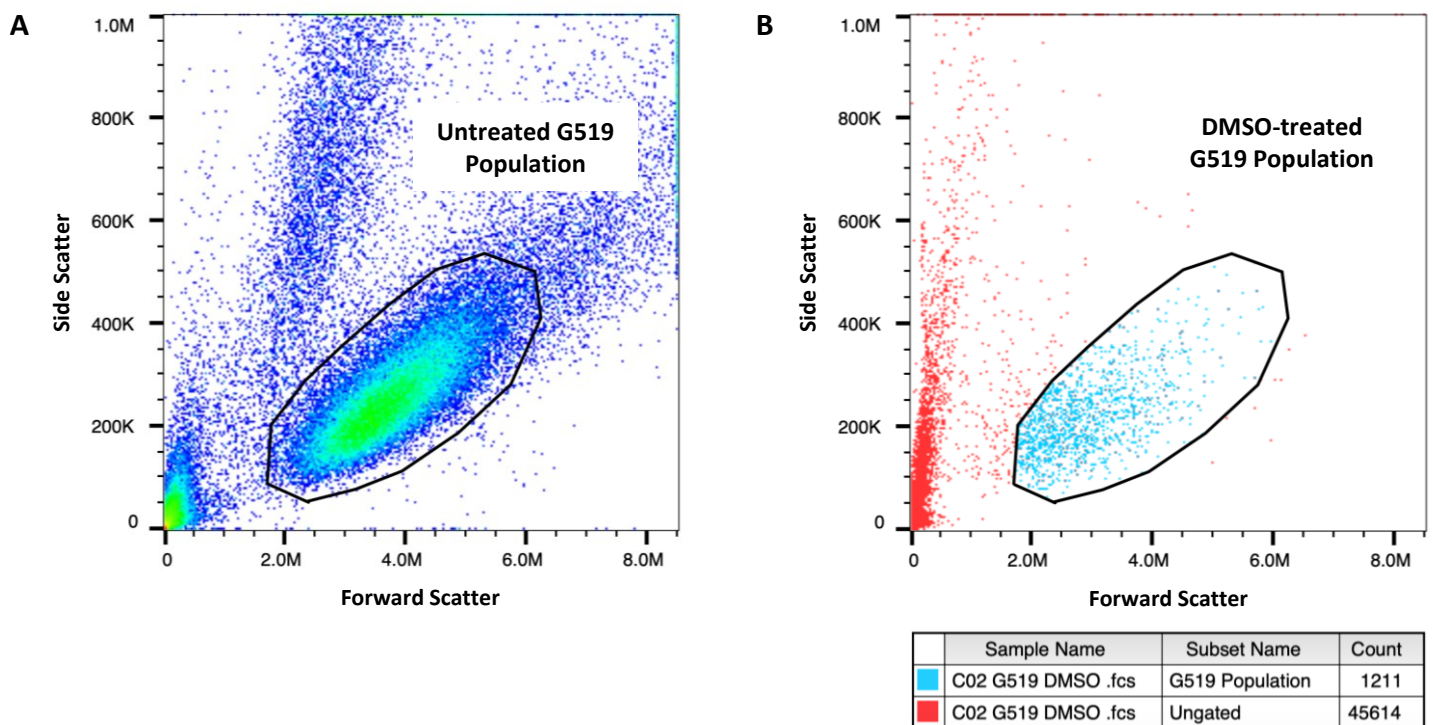 A
1.0M
800K
600K
400K
200K
0
Side Scatter
Untreated G519
Population
0
2.0M
4.0M
6.0M
8.0M
Forward Scatter
B
1.0M
800K
600K
400K
200K
0
Side Scatter
DMSO-treated
G519 Population
0
2.0M
4.0M
6.0M
8.0M
Forward Scatter
Sample Name Subset Name Count
C02 G519 DMSO .fcs G519 Population 1211
C02 G519 DMSO .fcs Ungated 45614